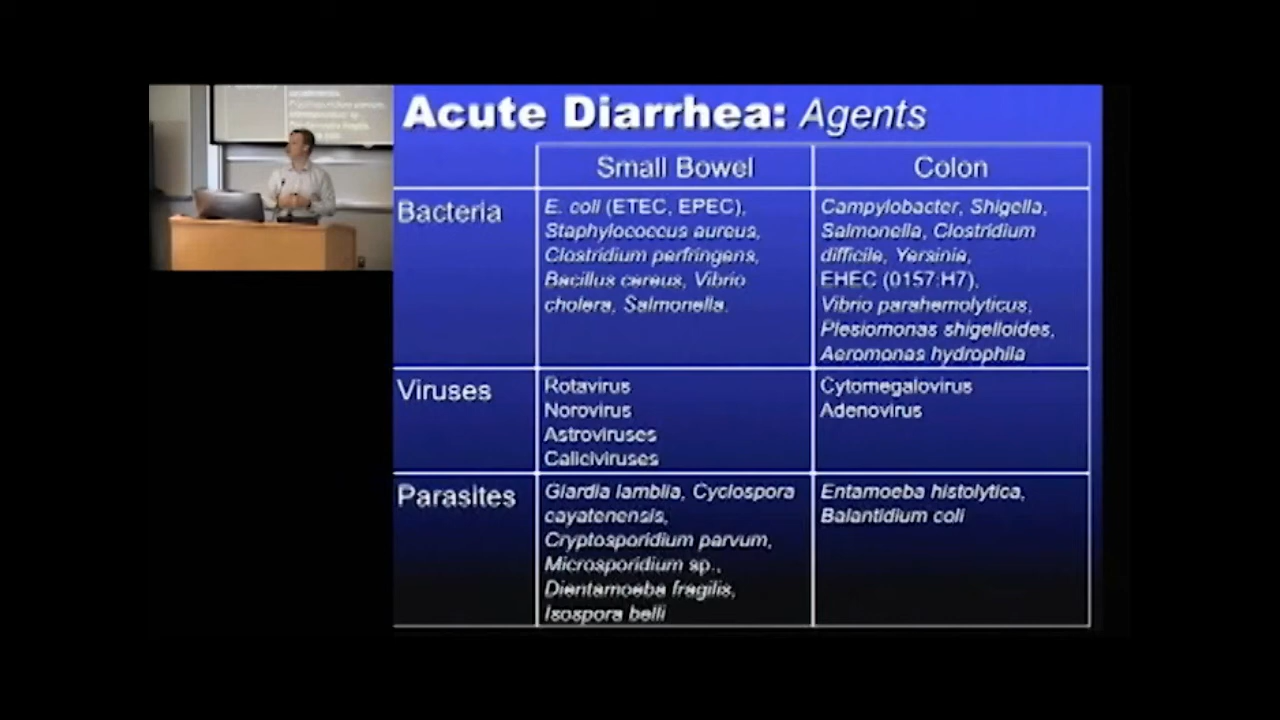 Acute Diarrhea: Agents
Small Bowel
Colon
Bacteria
E. coli (ETEC, EPEC),
Staphylococcus aureus,
Clostridium perfringens,
Bacillus cereus, Vibrio
cholera, Salmonella.
Campylobacter, Shigella,
Salmonella, Clostridium
difficile, Yersinia,
EHEC (0157:H7),
Vibrio parahemolyticus,
Plesiomonas shigelloides,
Aeromonas hydrophila
Viruses
Rotavirus
Norovirus
Astroviruses
Caliciviruses
Cytomegalovirus
Adenovirus
Parasites
Giardia lamblia, Cyclospora
cayatenensis,
Cryptosporidium parvum,
Microsporidium sp.,
Dientamoeba fragilis,
Isospora belli
Entamoeba histolytica,
Balantidium coli